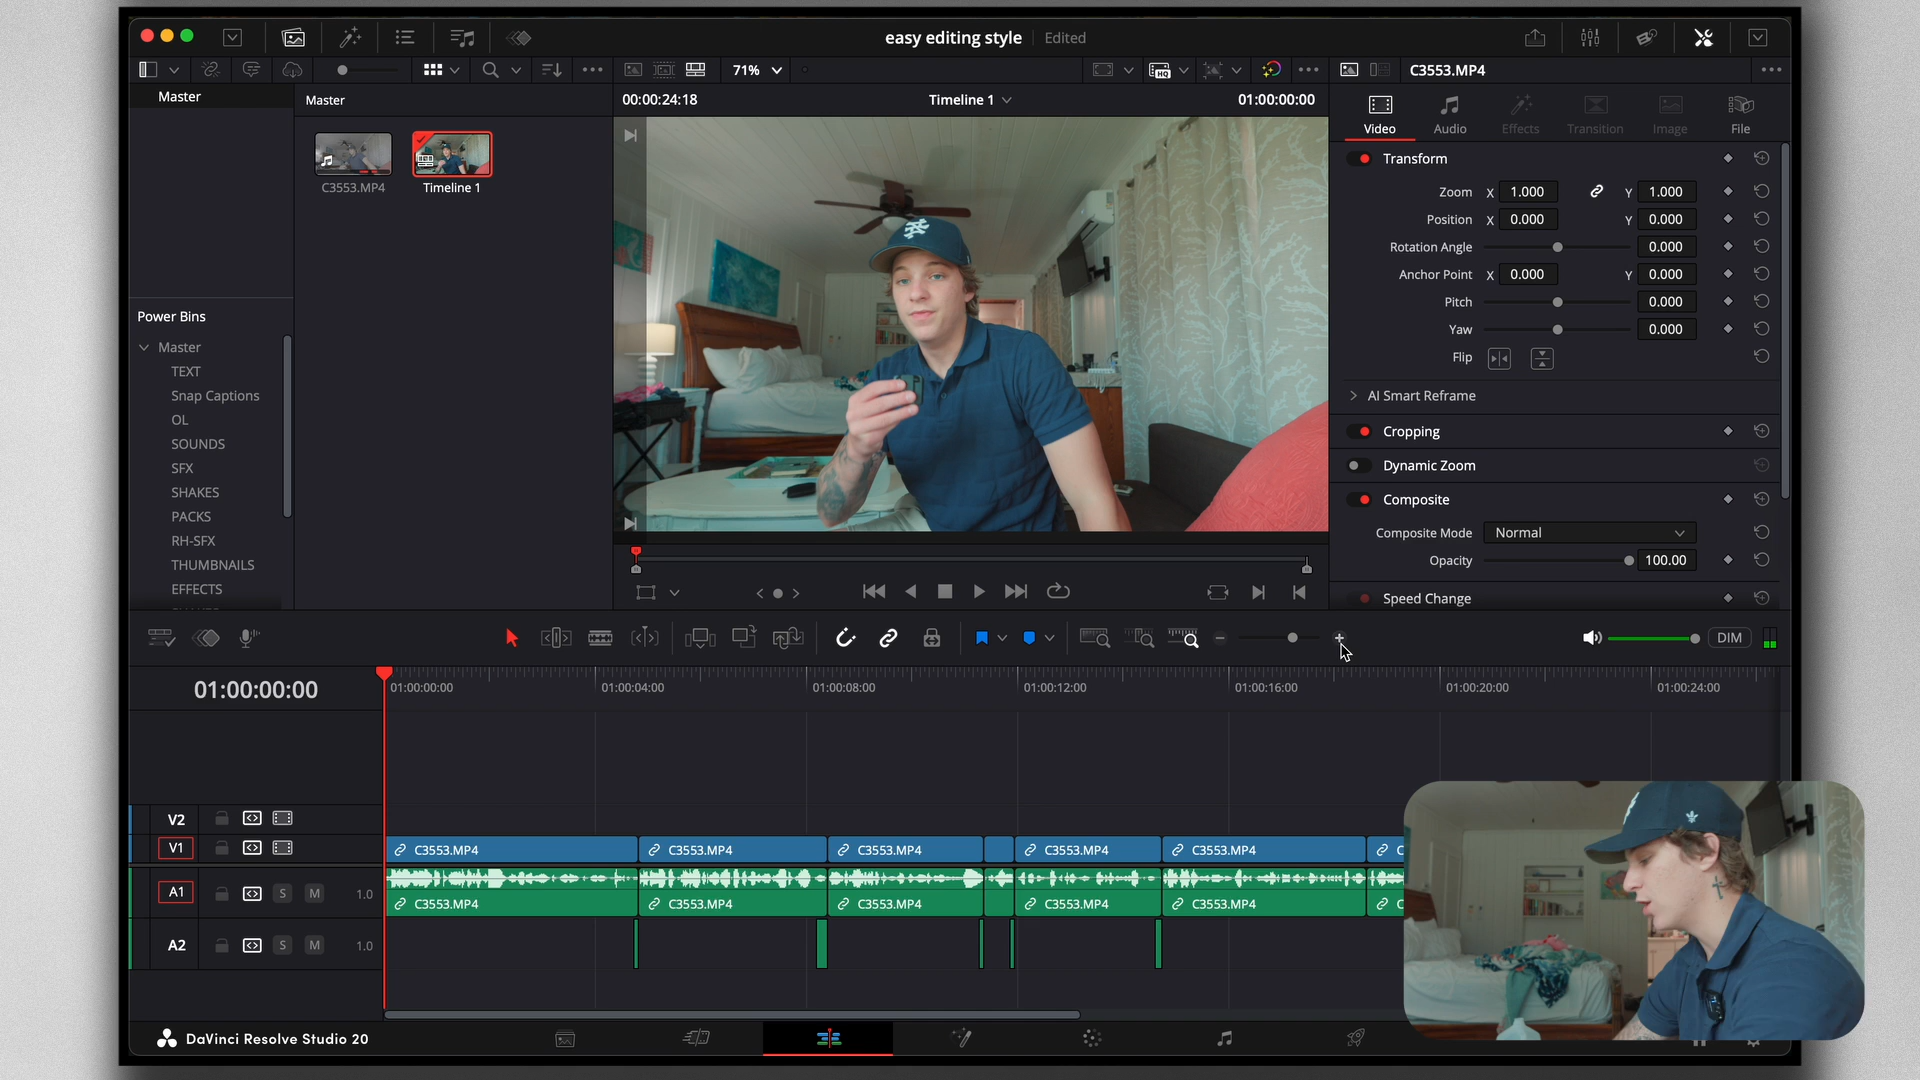 easy editing style Edited
71%
C3553.MP4
Master
Master
00:00:24:18
Timeline 1
01:00:00:00
Video
Audio
Effects
Transition
Image
File
C3553.MP4
Timeline 1
Transform
Zoom X 1.000 Y 1.000
Position X 0.000 Y 0.000
Rotation Angle 0.000
Anchor Point X 0.000 Y 0.000
Pitch 0.000
Yaw 0.000
Flip
AI Smart Reframe
Cropping
Dynamic Zoom
Composite
Composite Mode Normal
Opacity 100.00
Speed Change
Power Bins
Master
TEXT
Snap Captions
OL
SOUNDS
SFX
SHAKES
PACKS
RH-SFX
THUMBNAILS
EFFECTS
DIM
01:00:00:00
01:00:00:00 01:00:04:00 01:00:08:00 01:00:12:00 01:00:16:00 01:00:20:00 01:00:24:00
V2
V1
C3553.MP4 C3553.MP4 C3553.MP4 C3553.MP4 C3553.MP4 C
A1 S M 1.0
C3553.MP4 C3553.MP4 C3553.MP4 C3553.MP4 C3553.MP4 C
A2 S M 1.0
DaVinci Resolve Studio 20